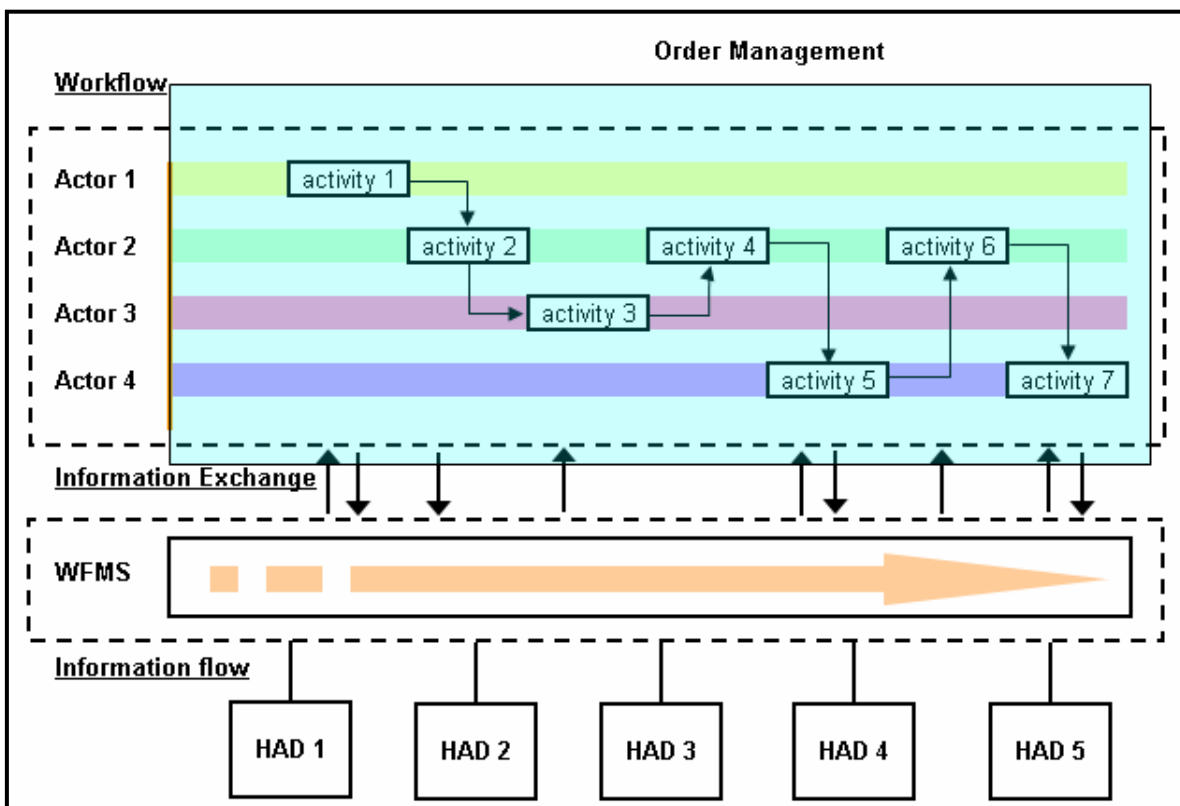 Order Management
Workflow
Actor 1
activity 1
Actor 2
activity 2
activity 4
activity 6
Actor 3
activity 3
Actor 4
activity 5
activity 7
Information Exchange
WFMS
Information flow
HAD 1
HAD 2
HAD 3
HAD 4
HAD 5